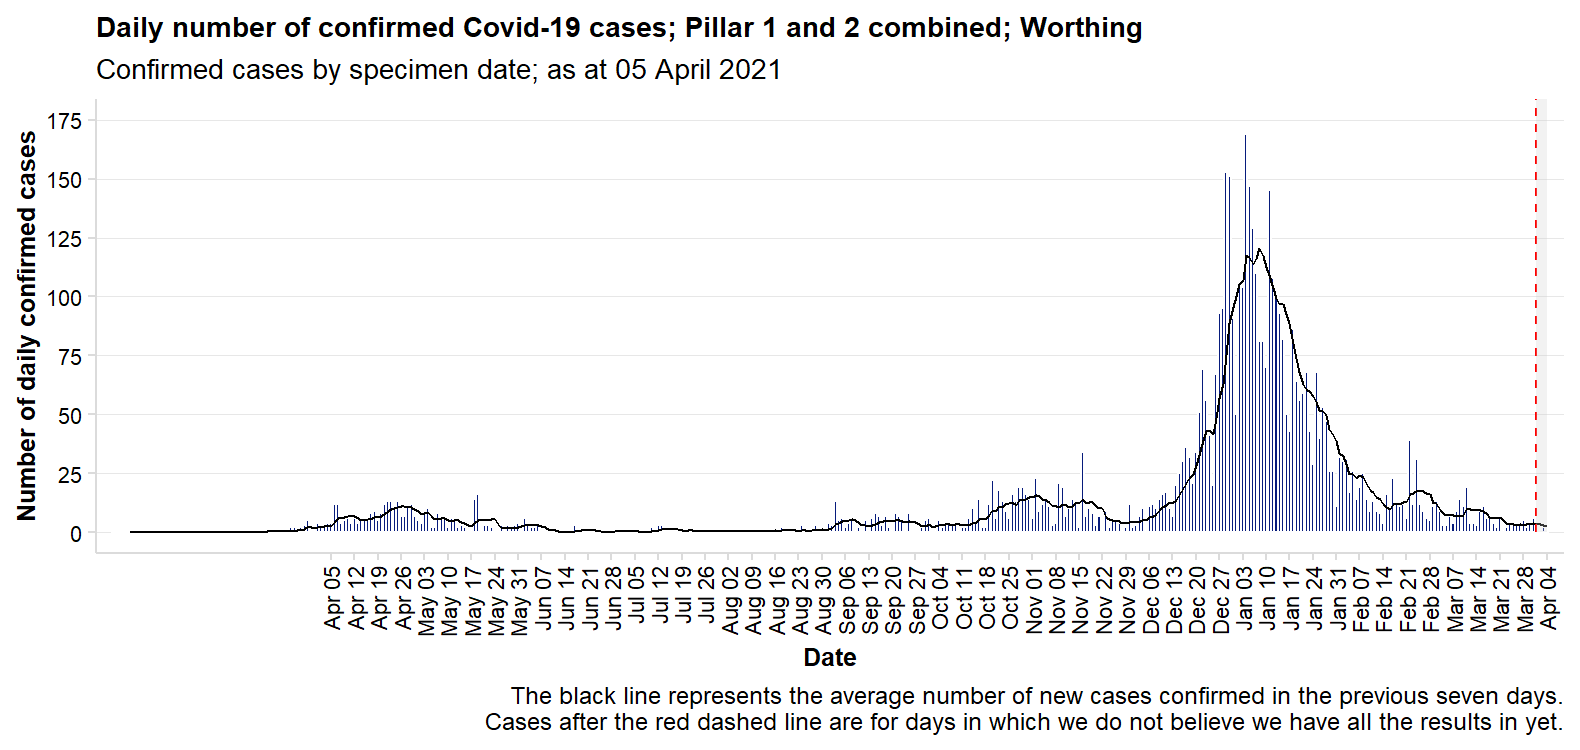 Daily number of confirmed Covid-19 cases; Pillar 1 and 2 combined; Worthing
Confirmed cases by specimen date; as at 05 April 2021
Number of daily confirmed cases
175
150
125
100
75
50
25
0
Apr 05
Apr 12
Apr 19
Apr 26
May 03
May 10
May 17
May 24
May 31
Jun 07
Jun 14
Jun 21
Jun 28
Jul 05
Jul 12
Jul 19
Jul 26
Aug 02
Aug 09
Aug 16
Aug 23
Aug 30
Sep 06
Sep 13
Sep 20
Sep 27
Oct 04
Oct 11
Oct 18
Oct 25
Nov 01
Nov 08
Nov 15
Nov 22
Nov 29
Dec 06
Dec 13
Dec 20
Dec 27
Jan 03
Jan 10
Jan 17
Jan 24
Jan 31
Feb 07
Feb 14
Feb 21
Feb 28
Mar 07
Mar 14
Mar 21
Mar 28
Apr 04
Date
The black line represents the average number of new cases confirmed in the previous seven days.
Cases after the red dashed line are for days in which we do not believe we have all the results in yet.